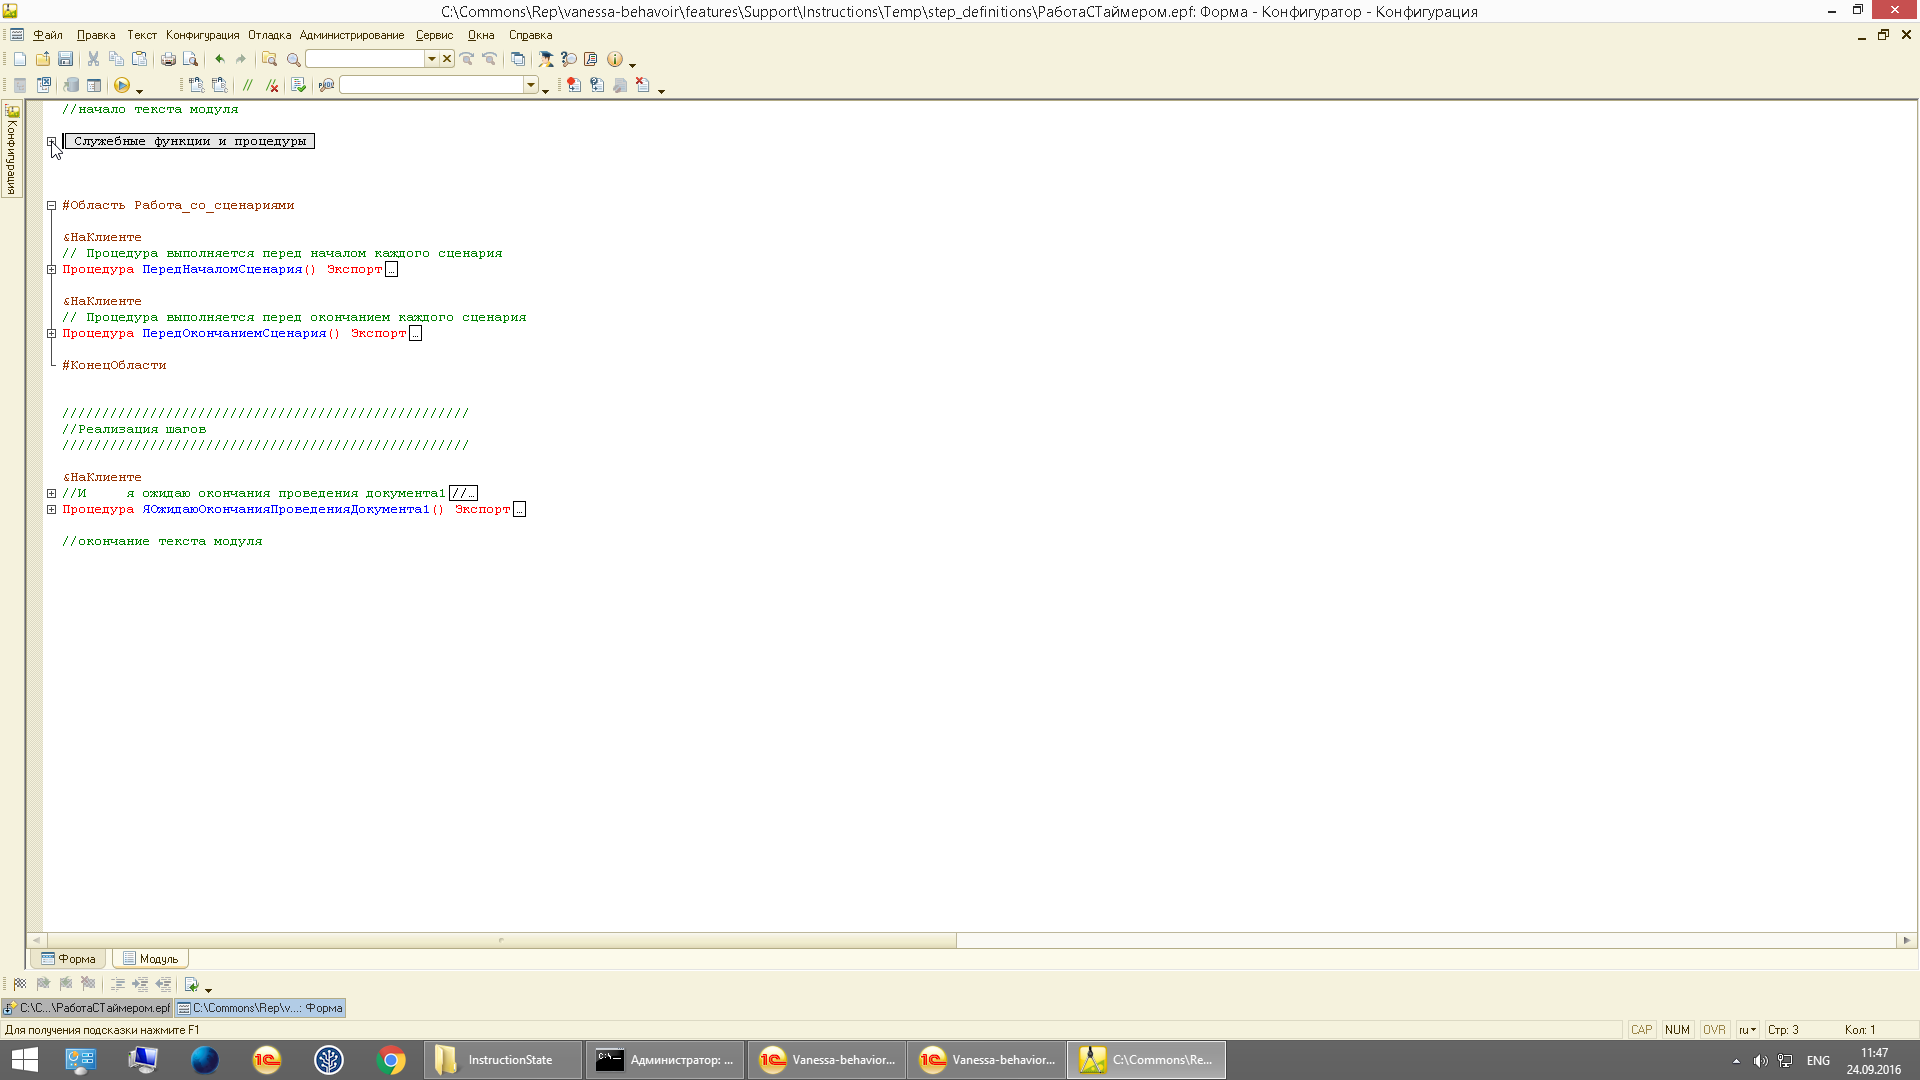 C:\Commons\Rep\vanessa-behavoir\features\Support\Instructions\Temp\step_definitions\РаботаСТаймером.epf: Форма - Конфигуратор - Конфигурация
Файл Правка Текст Конфигурация Отладка Администрирование Сервис Окна Справка
Конфигурация
//начало текста модуля
Служебные функции и процедуры
#Область Работа_со_сценариями
&НаКлиенте
// Процедура выполняется перед началом каждого сценария
Процедура ПередНачаломСценария() Экспорт...
&НаКлиенте
// Процедура выполняется перед окончанием каждого сценария
Процедура ПередОкончаниемСценария() Экспорт...
#КонецОбласти
///////////////////////////////////////////////////
//Реализация шагов
///////////////////////////////////////////////////
&НаКлиенте
//И     я ожидаю окончания проведения документа1 //...
Процедура ЯОжидаюОкончанияПроведенияДокумента1() Экспорт...
//окончание текста модуля
Форма Модуль
C:\C...\РаботаСТаймером.epf C:\Commons\Rep\v...: Форма
Для получения подсказки нажмите F1 CAP NUM OVR ru Стр: 3 Кол: 1
InstructionState Администратор: ... Vanessa-behavior... Vanessa-behavior... C:\Commons\Re... ENG 11:47
24.09.2016